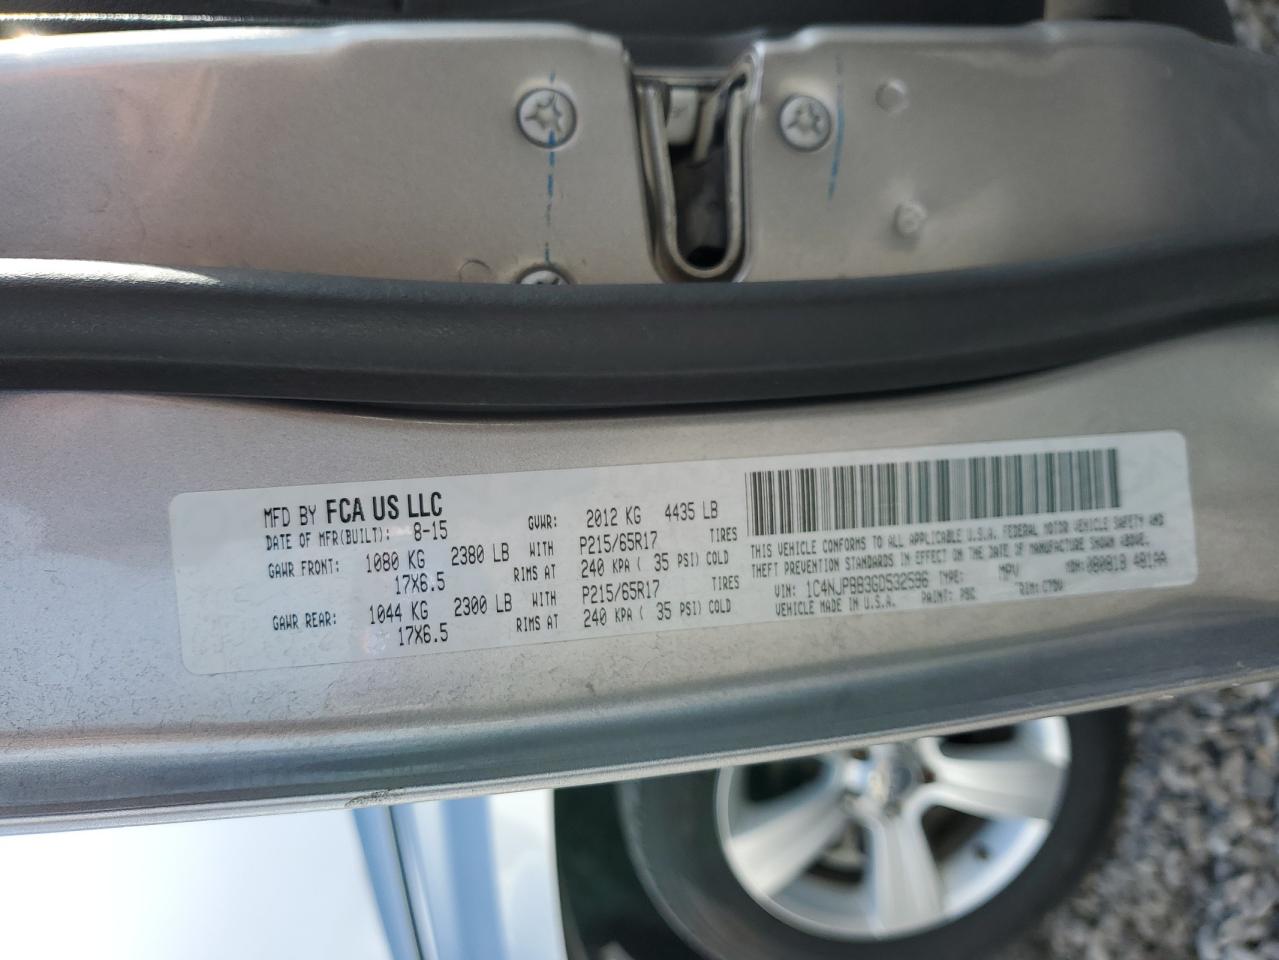 MFD BY FCA US LLC
DATE OF MFR(BUILT): 8-15 GVWR: 2012 KG 4435 LB
GAWR FRONT: 1080 KG 2380 LB WITH P215/65R17 TIRES
17X6.5 RIMS AT 240 KPA ( 35 PSI) COLD
GAWR REAR: 1044 KG 2300 LB WITH P215/65R17 TIRES
17X6.5 RIMS AT 240 KPA ( 35 PSI) COLD
THIS VEHICLE CONFORMS TO ALL APPLICABLE U.S.A. FEDERAL MOTOR VEHICLE SAFETY AND
THEFT PREVENTION STANDARDS IN EFFECT ON THE DATE OF MANUFACTURE SHOWN ABOVE.
VIN: 1C4NJPBB3GD532596 TYPE: MPV MDH: 080819 481AA
VEHICLE MADE IN U.S.A. PAINT: PSC TRIM: